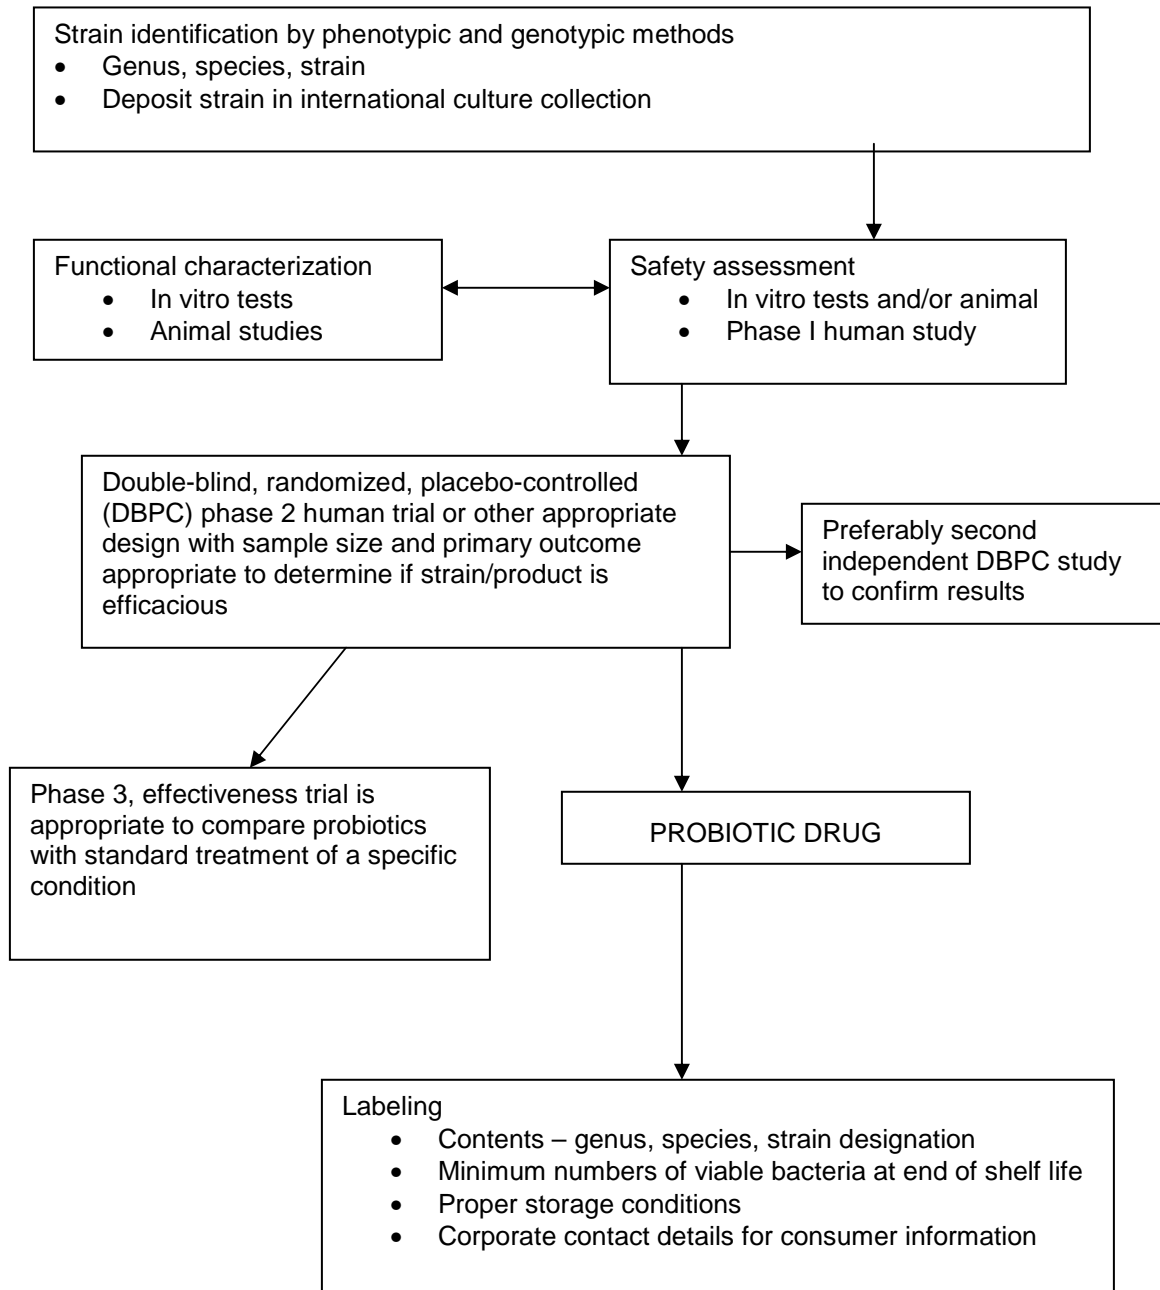 Strain identification by phenotypic and genotypic methods
• Genus, species, strain
• Deposit strain in international culture collection
Functional characterization
• In vitro tests
• Animal studies
Safety assessment
• In vitro tests and/or animal
• Phase I human study
Double-blind, randomized, placebo-controlled
(DBPC) phase 2 human trial or other appropriate
design with sample size and primary outcome
appropriate to determine if strain/product is
efficacious
Preferably second
independent DBPC study
to confirm results
Phase 3, effectiveness trial is
appropriate to compare probiotics
with standard treatment of a specific
condition
PROBIOTIC DRUG
Labeling
• Contents – genus, species, strain designation
• Minimum numbers of viable bacteria at end of shelf life
• Proper storage conditions
• Corporate contact details for consumer information